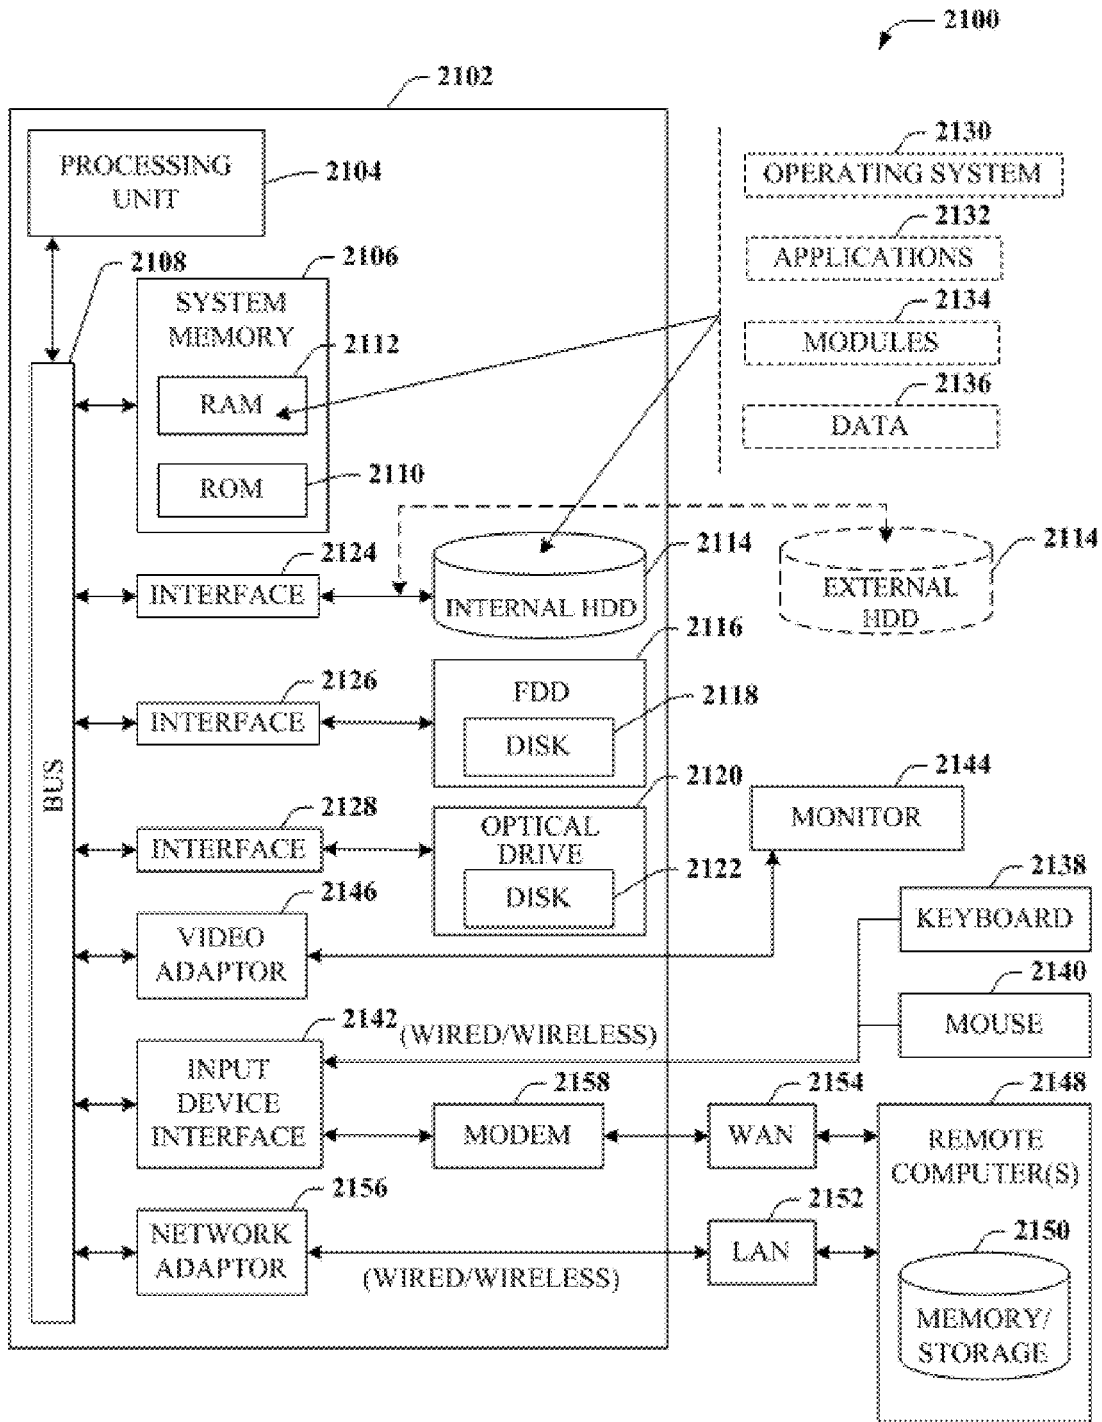 2100
2102
PROCESSING
UNIT
2104
2130
OPERATING SYSTEM
2132
APPLICATIONS
2134
MODULES
2136
DATA
2108
2106
SYSTEM
MEMORY
2112
RAM
2110
ROM
BUS
2124
INTERFACE
2114
INTERNAL HDD
2114
EXTERNAL
HDD
2126
INTERFACE
2116
FDD
2118
DISK
2128
INTERFACE
2120
OPTICAL
DRIVE
2122
DISK
2144
MONITOR
2146
VIDEO
ADAPTOR
2138
KEYBOARD
2140
MOUSE
2142
(WIRED/WIRELESS)
INPUT
DEVICE
INTERFACE
2158
MODEM
2154
WAN
2148
REMOTE
COMPUTER(S)
2156
NETWORK
ADAPTOR
(WIRED/WIRELESS)
2152
LAN
2150
MEMORY/
STORAGE